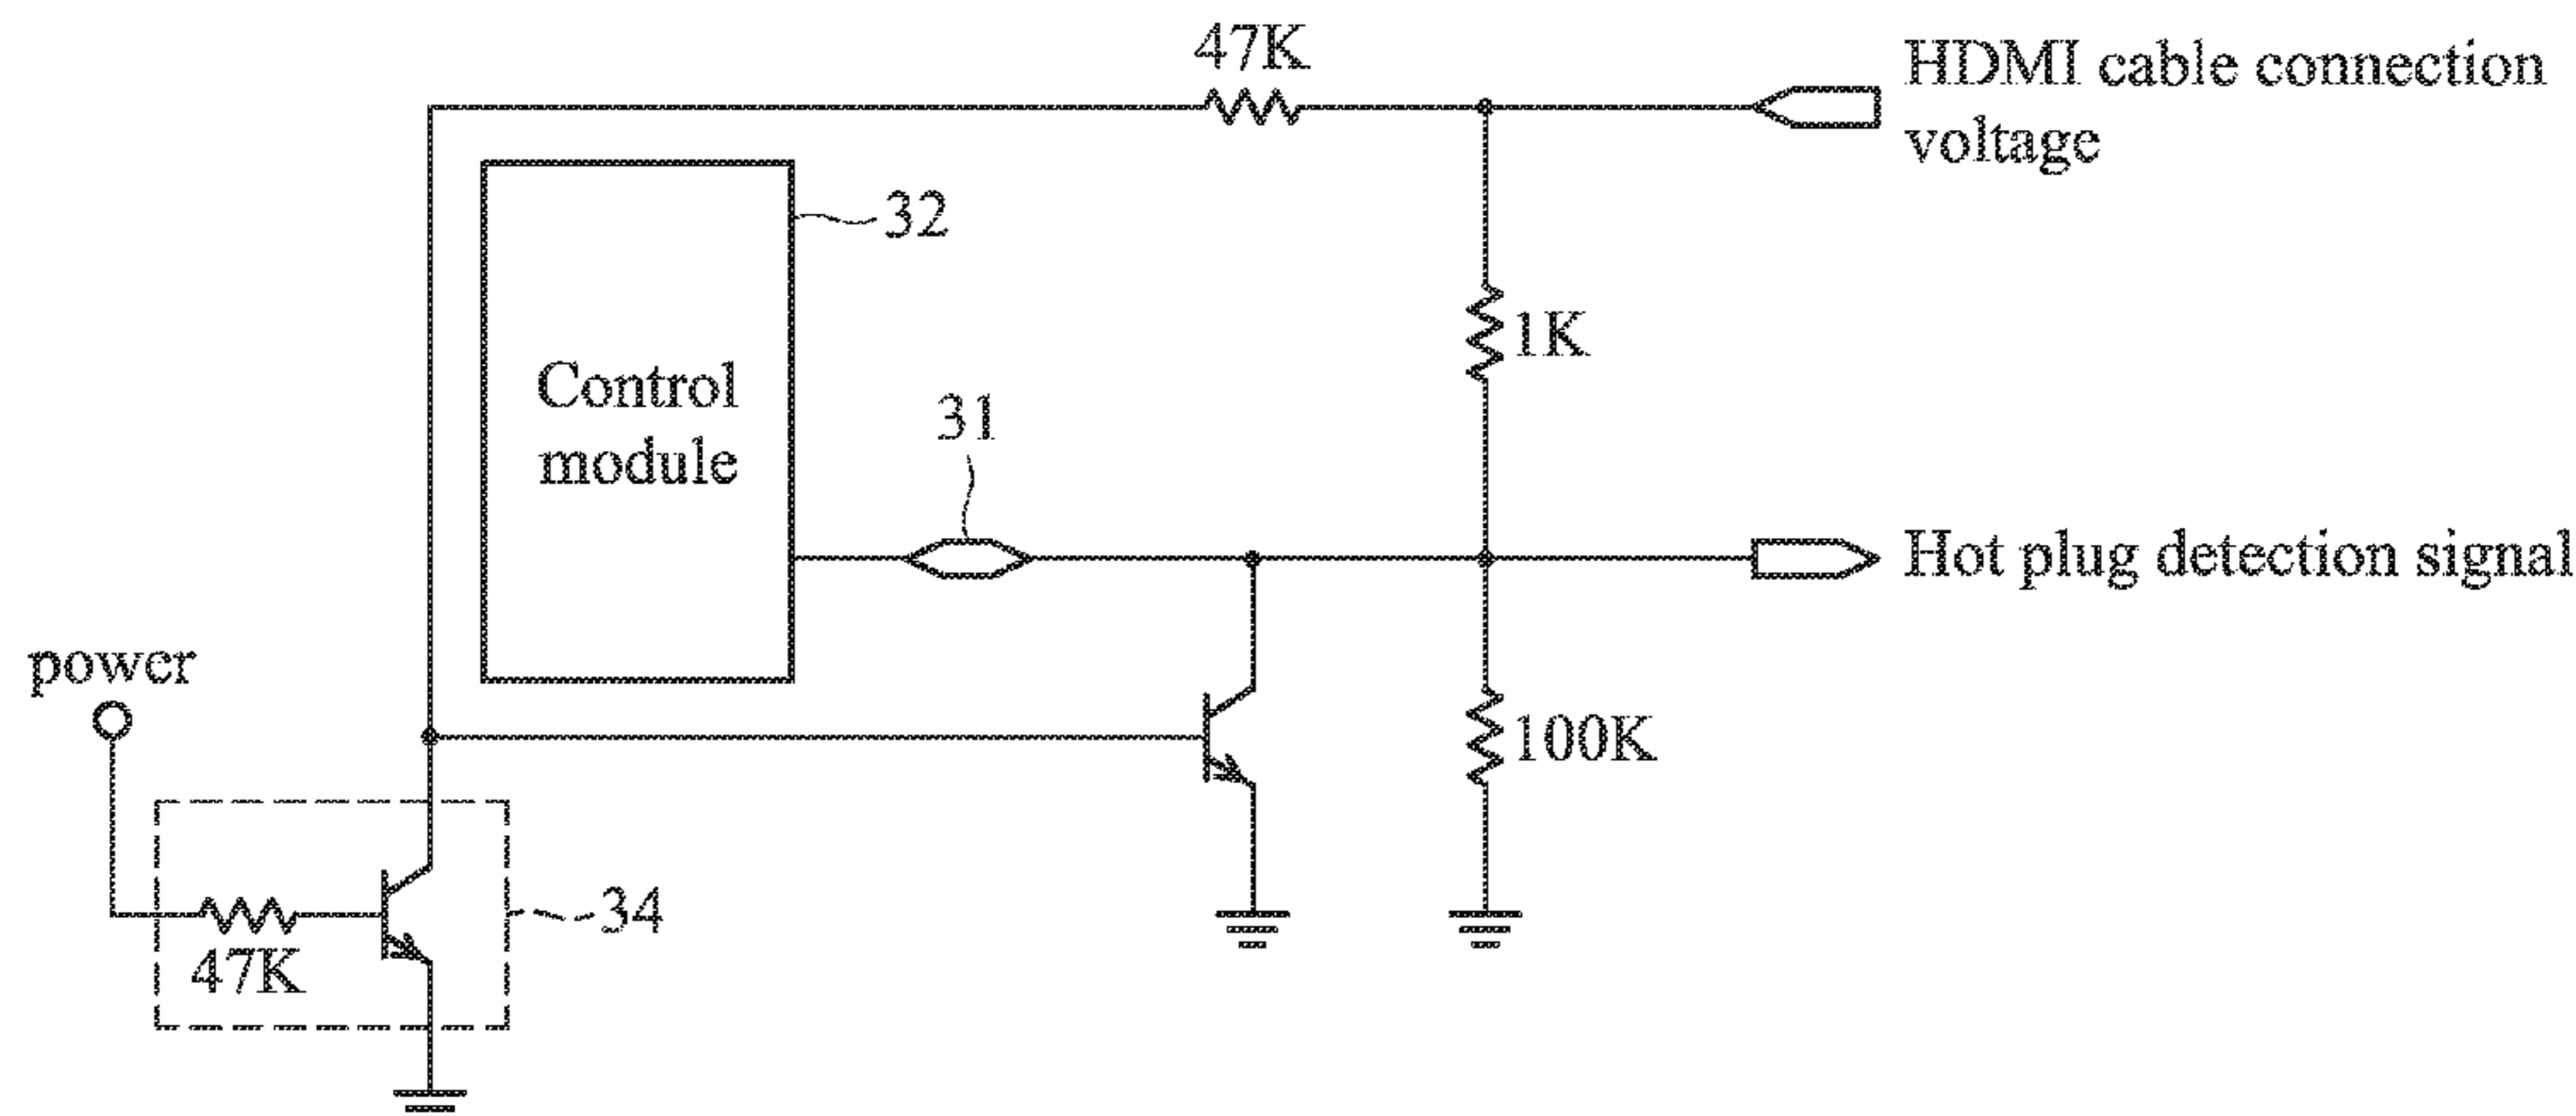 47K
HDMI cable connection
voltage
32
1K
Control
module
31
Hot plug detection signal
power
100K
34
47K